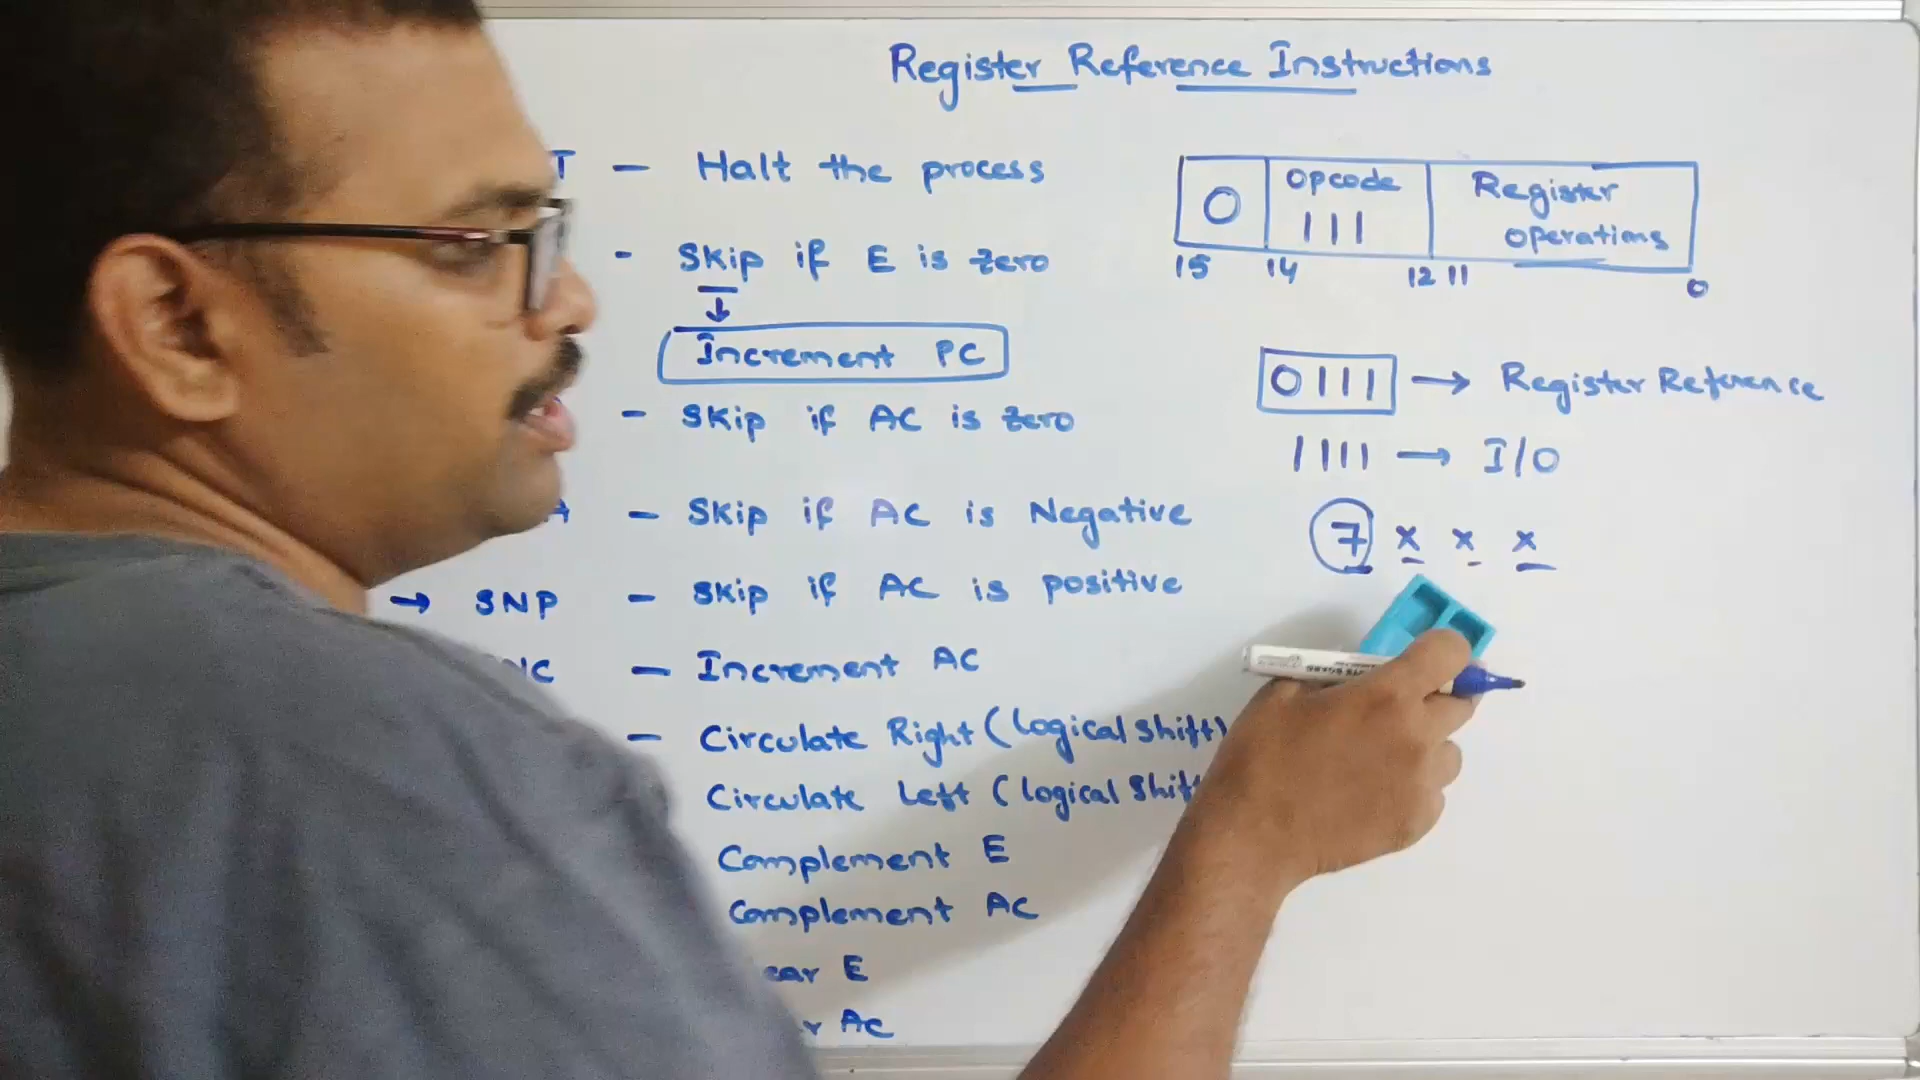 Register Reference Instructions
T - Halt the process
- Skip if E is zero
↓
Increment PC
- Skip if AC is zero
A - Skip if AC is Negative
→ SNP - Skip if AC is positive
NC - Increment AC
- Circulate Right (logical shift)
Circulate Left (logical shift
Complement E
Complement AC
ear E
r AC
0 Opcode 111 Register operations
15 14 12 11 0
0111 → Register Reference
1111 → I/O
7 x x x